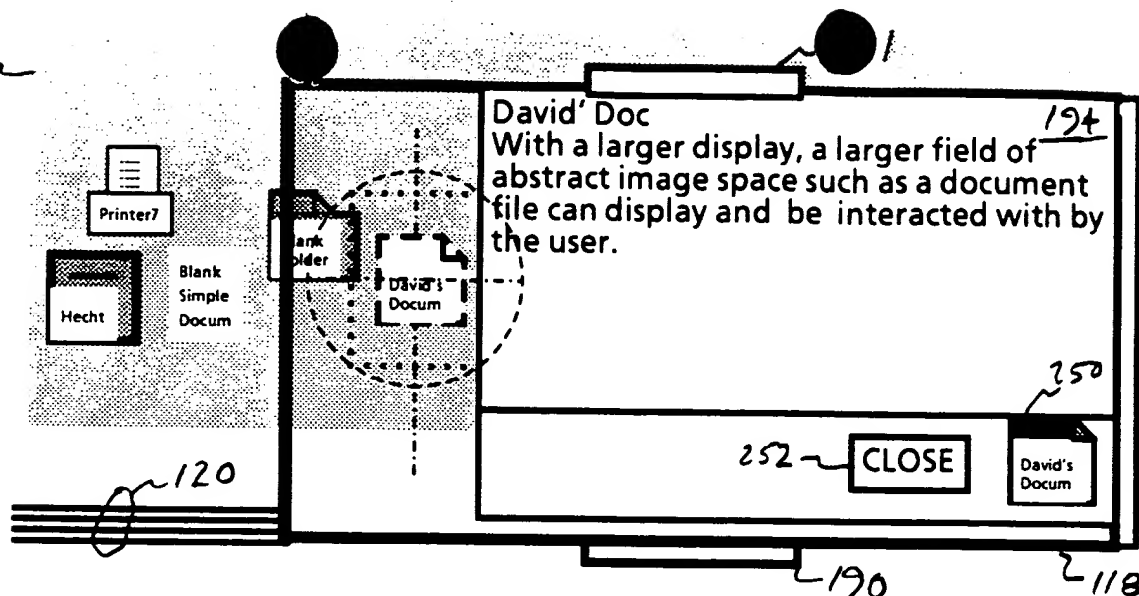 David' Doc
194
With a larger display, a larger field of
abstract image space such as a document
file can display and be interacted with by
the user.
Printer7
Hecht
Blank
Simple
Docum
lank
older
David's
Docum
250
252
CLOSE
David's
Docum
120
190
118